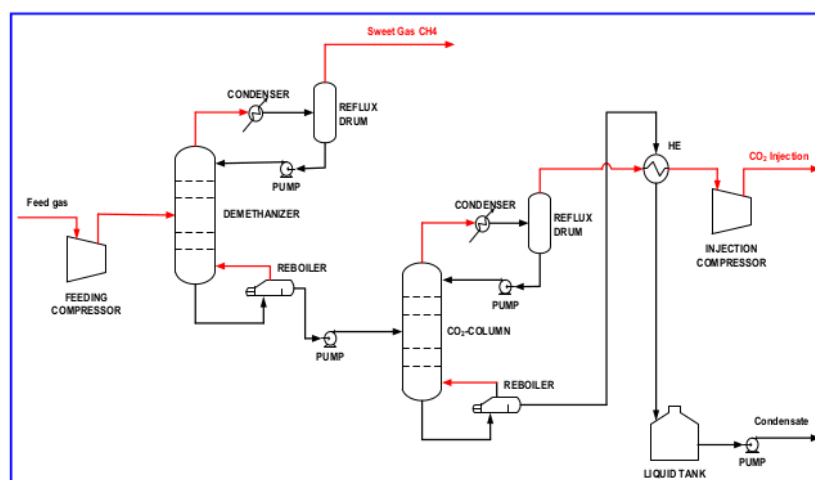 Sweet Gas CH4
CONDENSER
REFLUX
DRUM
PUMP
HE
CO₂ Injection
Feed gas
DEMETHANIZER
CONDENSER
REFLUX
DRUM
INJECTION
COMPRESSOR
FEEDING
COMPRESSOR
REBOILER
PUMP
PUMP
CO₂-COLUMN
REBOILER
Condensate
LIQUID TANK
PUMP